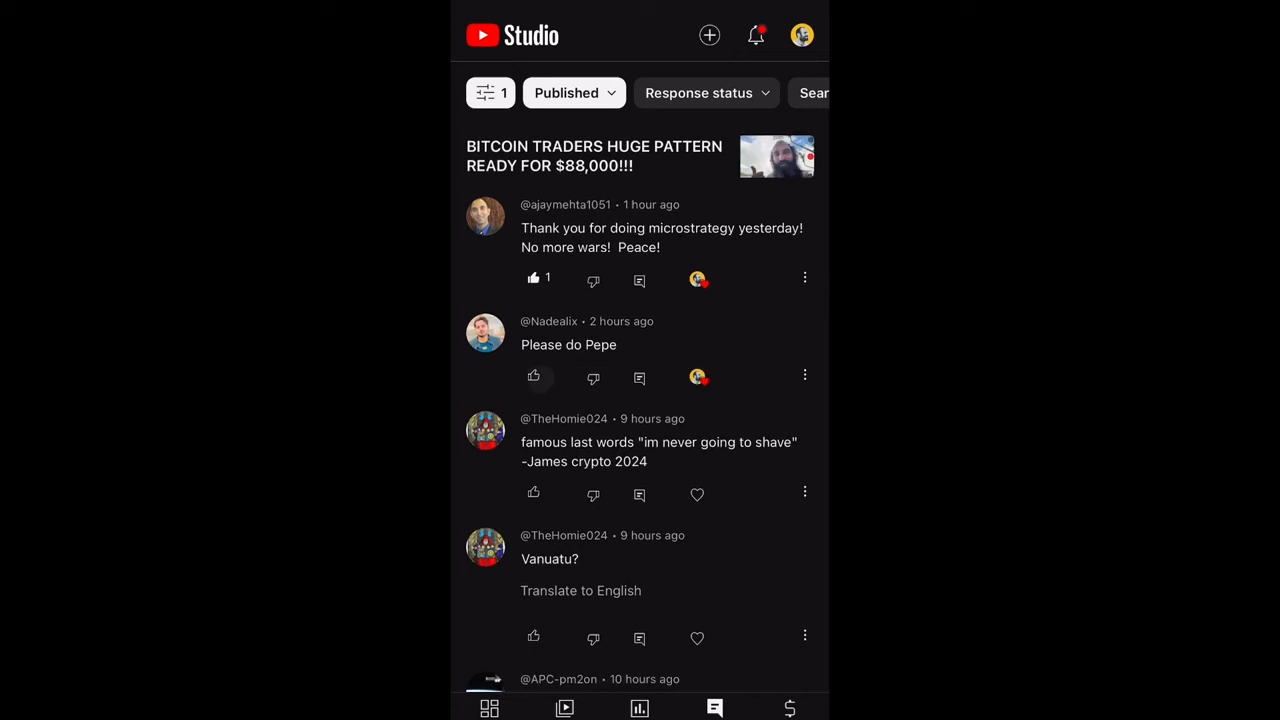 Studio
1
Published
Response status
Sear
BITCOIN TRADERS HUGE PATTERN
READY FOR $88,000!!!
@ajaymehta1051 • 1 hour ago
Thank you for doing microstrategy yesterday!
No more wars!  Peace!
1
@Nadealix • 2 hours ago
Please do Pepe
@TheHomie024 • 9 hours ago
famous last words "im never going to shave"
-James crypto 2024
@TheHomie024 • 9 hours ago
Vanuatu?
Translate to English
@APC-pm2on • 10 hours ago